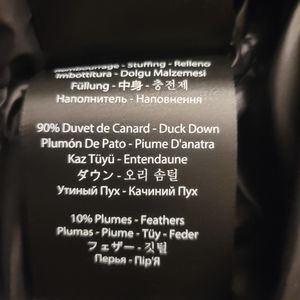 Rembourrage - Stuffing - Relleno
Imbottitura - Dolgu Malzemesi
Füllung - 中身 - 충전제
Наполнитель - Наповнення
90% Duvet de Canard - Duck Down
Plumón De Pato - Piume D'anatra
Kaz Tüyü - Entendaune
ダウン - 오리 솜털
Утиный Пух - Качиний Пух
10% Plumes - Feathers
Plumas - Piume - Tüy - Feder
フェザー - 깃털
Перья - Пір'Я